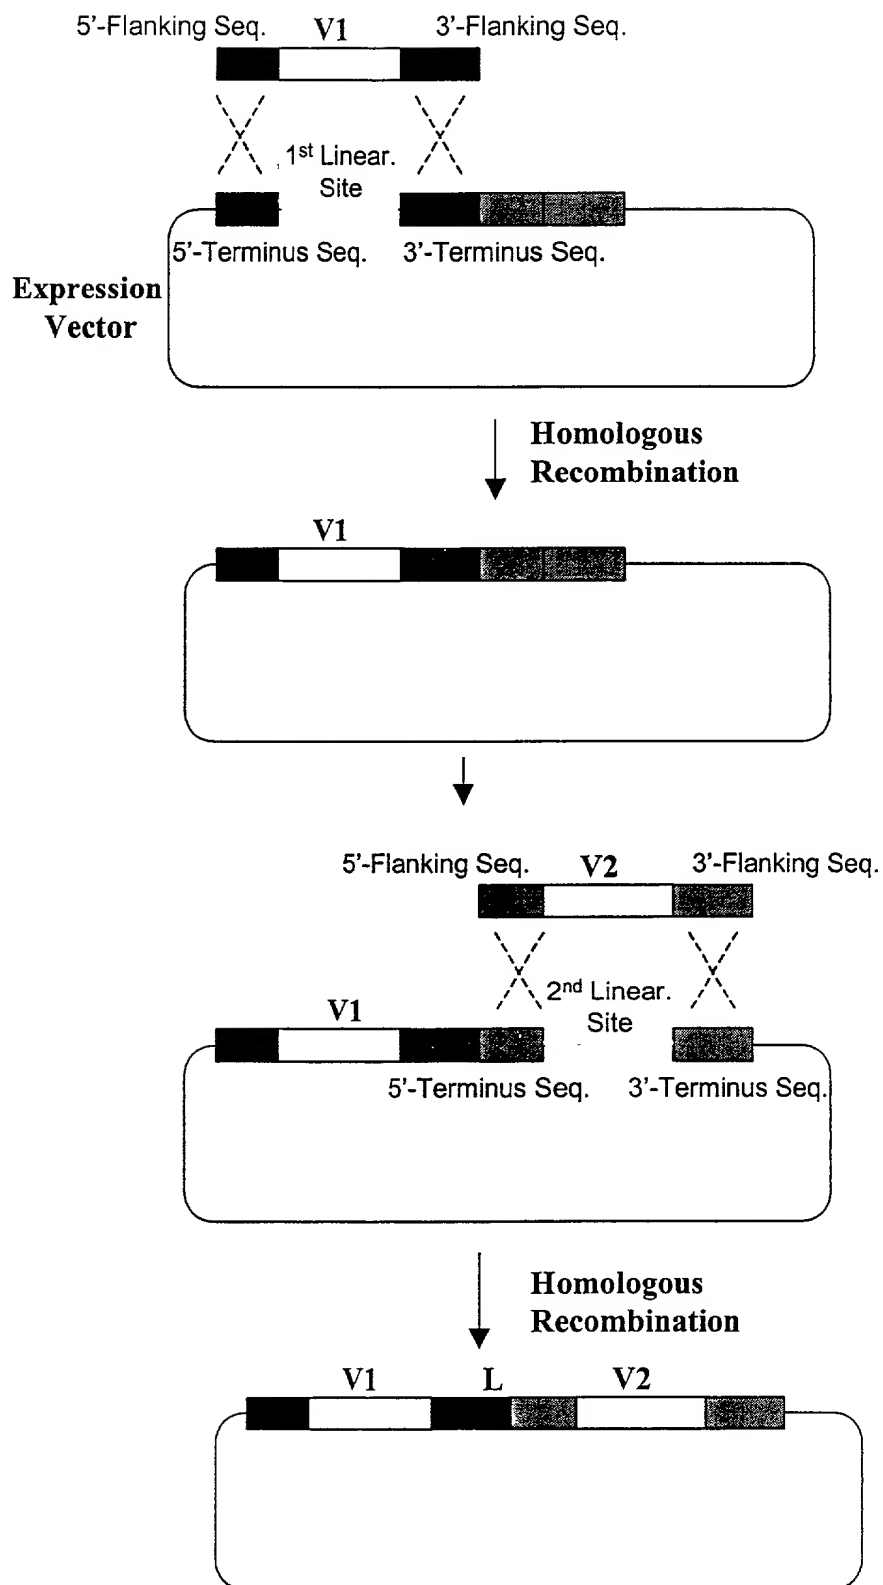 5'-Flanking Seq. V1 3'-Flanking Seq.
1st Linear.
Site
5'-Terminus Seq. 3'-Terminus Seq.
Expression
Vector
Homologous
Recombination
V1
5'-Flanking Seq. V2 3'-Flanking Seq.
2nd Linear.
Site
V1
5'-Terminus Seq. 3'-Terminus Seq.
Homologous
Recombination
V1 L V2